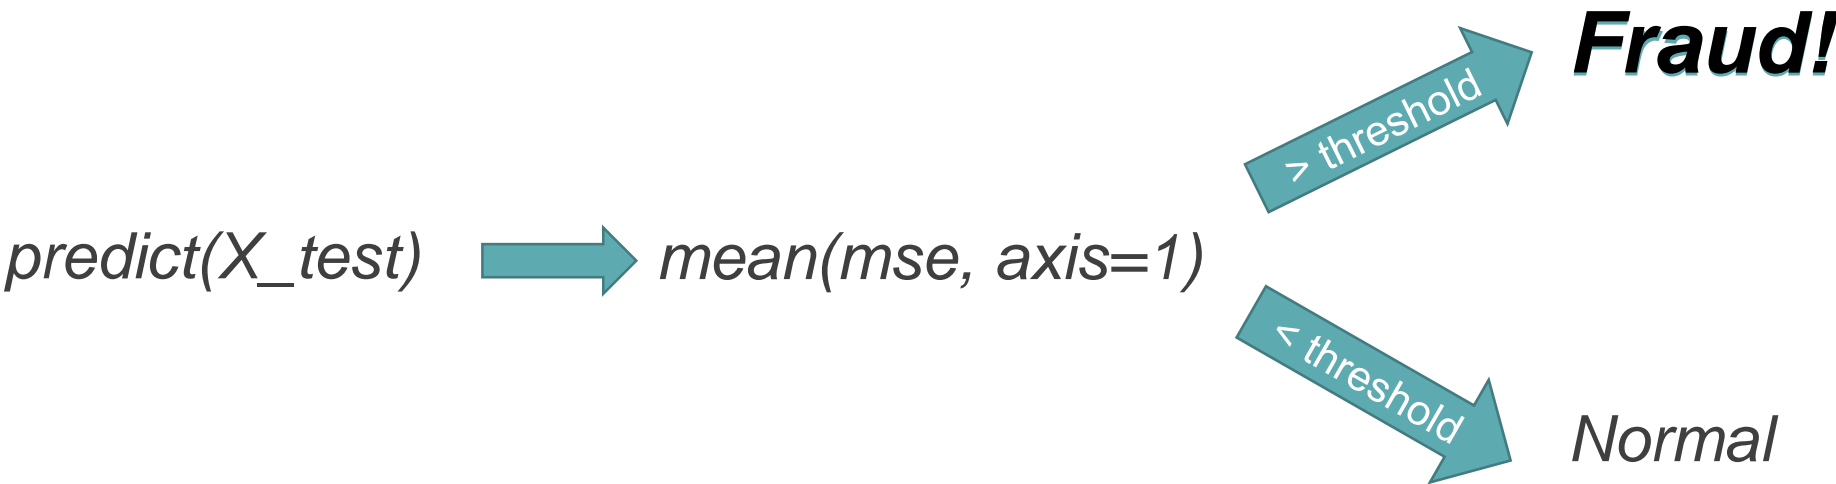 Fraud!
> threshold
predict(X_test)
mean(mse, axis=1)
< threshold
Normal